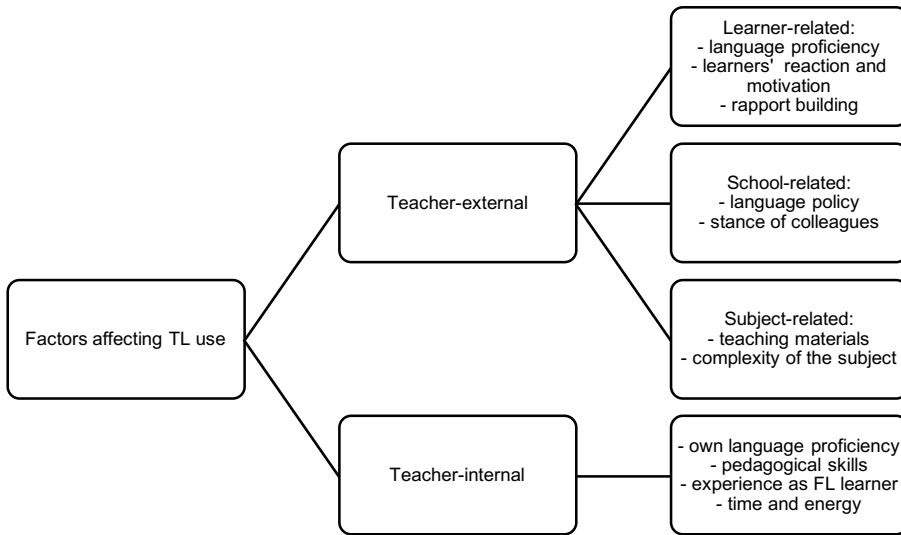 Factors affecting TL use
Teacher-external
Learner-related:
- language proficiency
- learners' reaction and
motivation
- rapport building
School-related:
- language policy
- stance of colleagues
Subject-related:
- teaching materials
- complexity of the subject
Teacher-internal
- own language proficiency
- pedagogical skills
- experience as FL learner
- time and energy